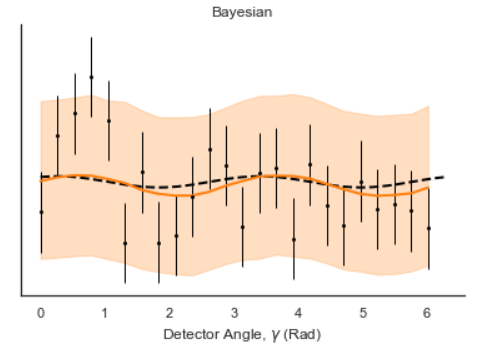 Bayesian
0 1 2 3 4 5 6
Detector Angle, γ (Rad)